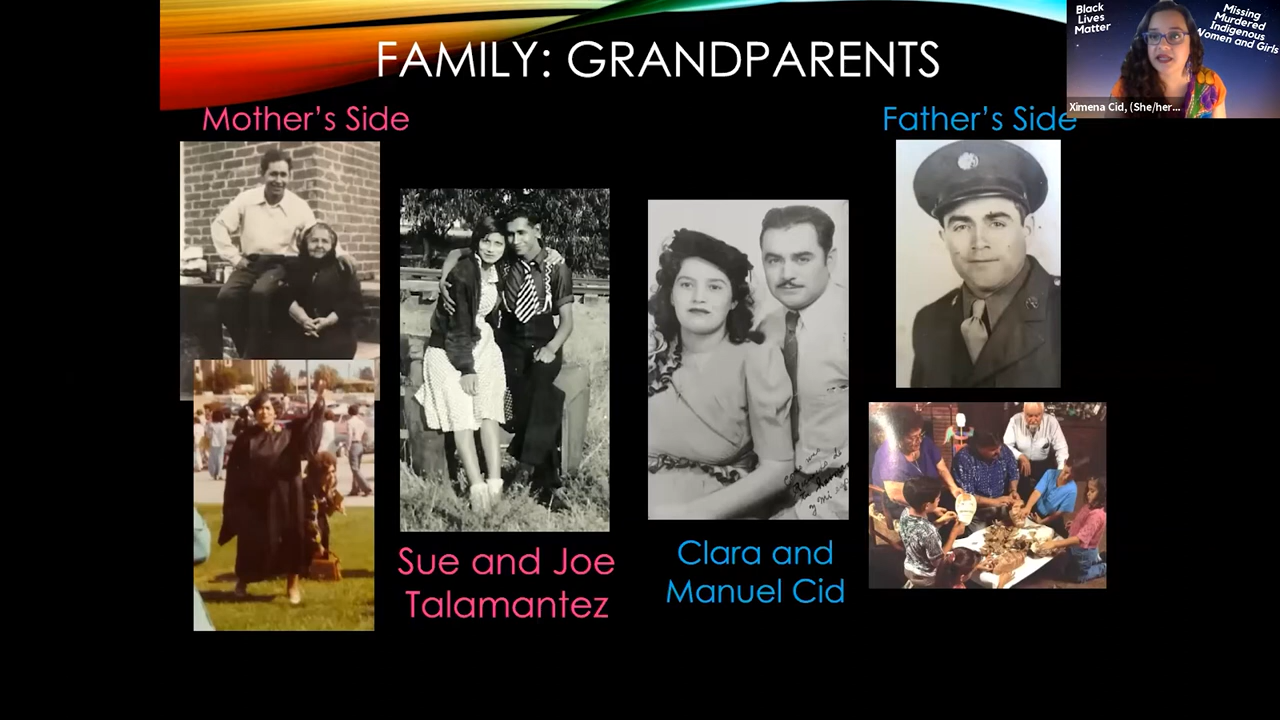 FAMILY: GRANDPARENTS
Black
Lives
Matter
Missing
Murdered
Indigenous
Women and Girls
Ximena Cid, (She/her...
Mother's Side
Father's Side
Sue and Joe
Talamantez
Clara and
Manuel Cid